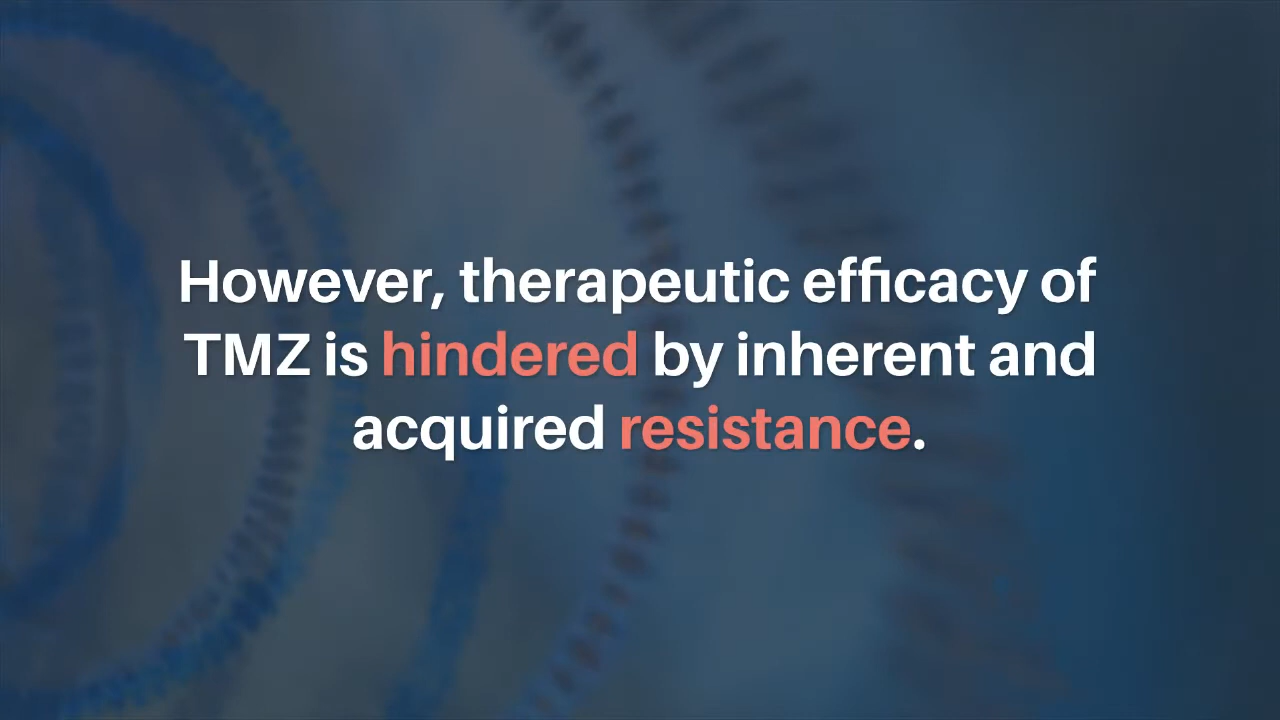 However, therapeutic efficacy of
TMZ is hindered by inherent and
acquired resistance.